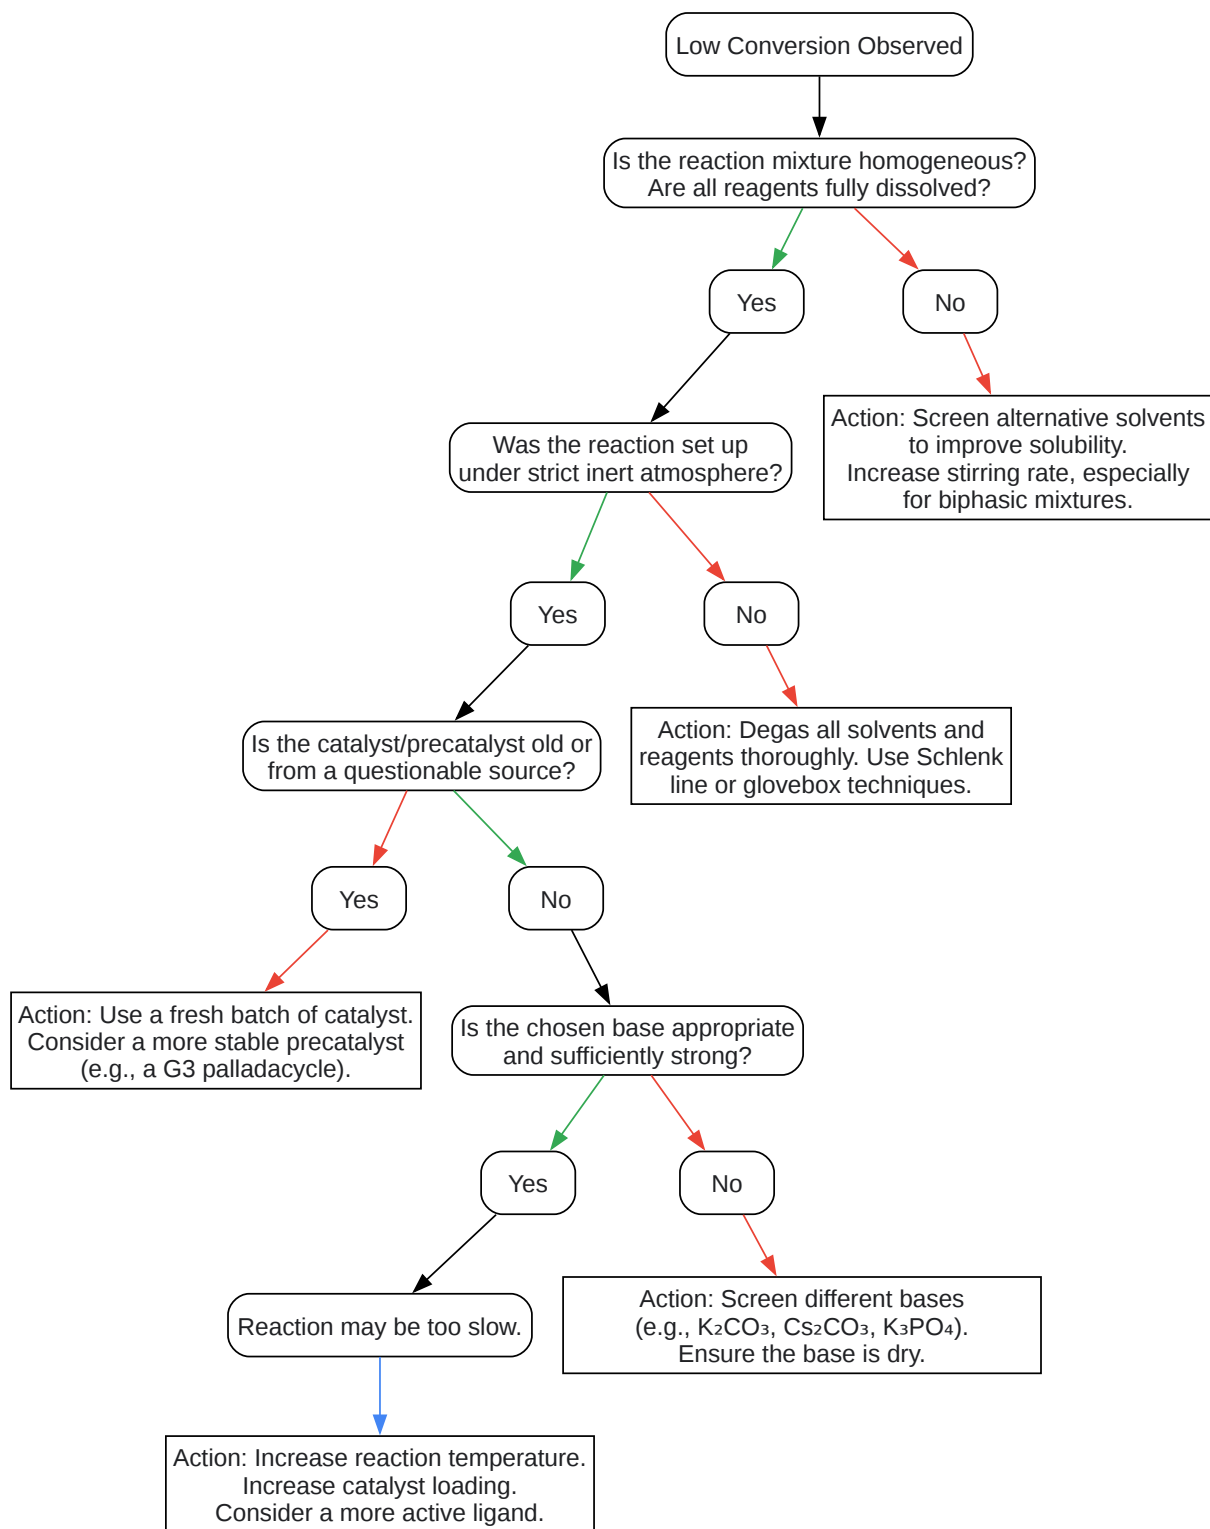 Low Conversion Observed
Is the reaction mixture homogeneous?
Are all reagents fully dissolved?
Yes
No
Action: Screen alternative solvents
to improve solubility.
Increase stirring rate, especially
for biphasic mixtures.
Was the reaction set up
under strict inert atmosphere?
Yes
No
Action: Degas all solvents and
reagents thoroughly. Use Schlenk
line or glovebox techniques.
Is the catalyst/precatalyst old or
from a questionable source?
Yes
No
Action: Use a fresh batch of catalyst.
Consider a more stable precatalyst
(e.g., a G3 palladacycle).
Is the chosen base appropriate
and sufficiently strong?
Yes
No
Action: Screen different bases
(e.g., K₂CO₃, Cs₂CO₃, K₃PO₄).
Ensure the base is dry.
Reaction may be too slow.
Action: Increase reaction temperature.
Increase catalyst loading.
Consider a more active ligand.